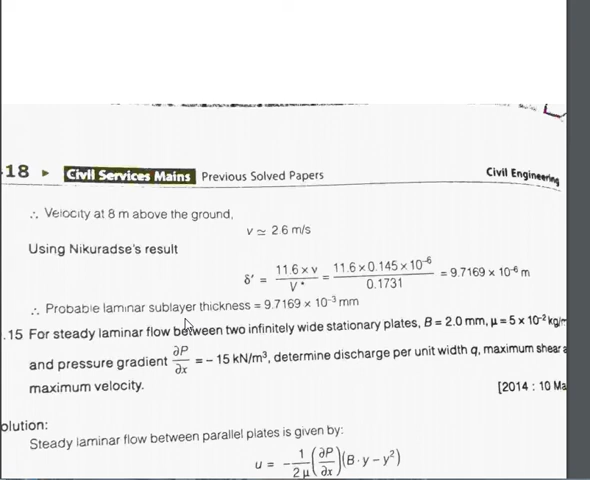 18 ► Civil Services Mains Previous Solved Papers Civil Engineering
∴ Velocity at 8 m above the ground,
v ≃ 2.6 m/s
Using Nikuradse's result
δ' = 11.6 × v / V* = 11.6 × 0.145 × 10⁻⁶ / 0.1731 = 9.7169 × 10⁻⁶ m
∴ Probable laminar sublayer thickness = 9.7169 × 10⁻³ mm
.15 For steady laminar flow between two infinitely wide stationary plates, B = 2.0 mm, μ = 5 × 10⁻² kg/
and pressure gradient ∂P/∂x = – 15 kN/m³, determine discharge per unit width q, maximum shear a
maximum velocity. [2014 : 10 Ma
olution:
Steady laminar flow between parallel plates is given by:
u = – 1/2μ (∂P/∂x)(B·y – y²)